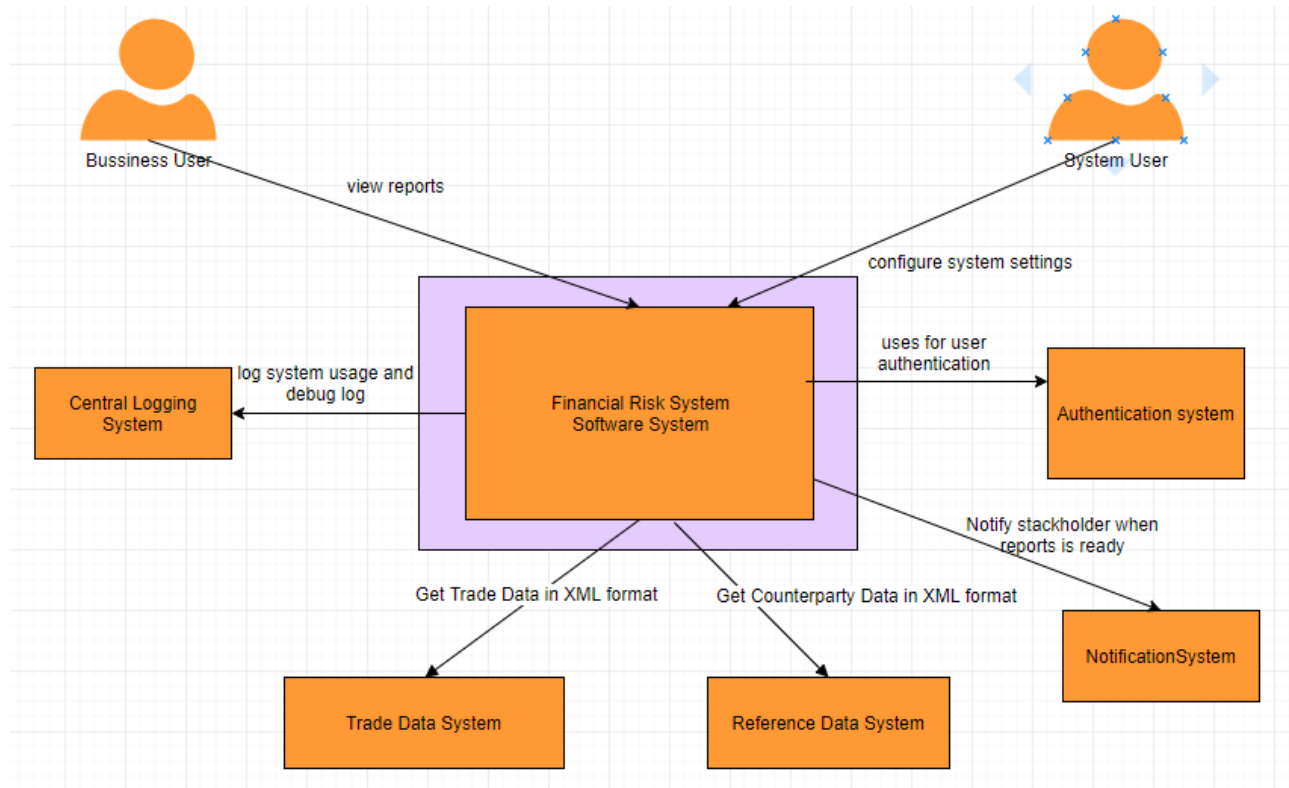 Bussiness User
System User
view reports
configure system settings
uses for user
authentication
log system usage and
debug log
Central Logging
System
Financial Risk System
Software System
Authentication system
Notify stackholder when
reports is ready
Get Trade Data in XML format
Get Counterparty Data in XML format
NotificationSystem
Trade Data System
Reference Data System